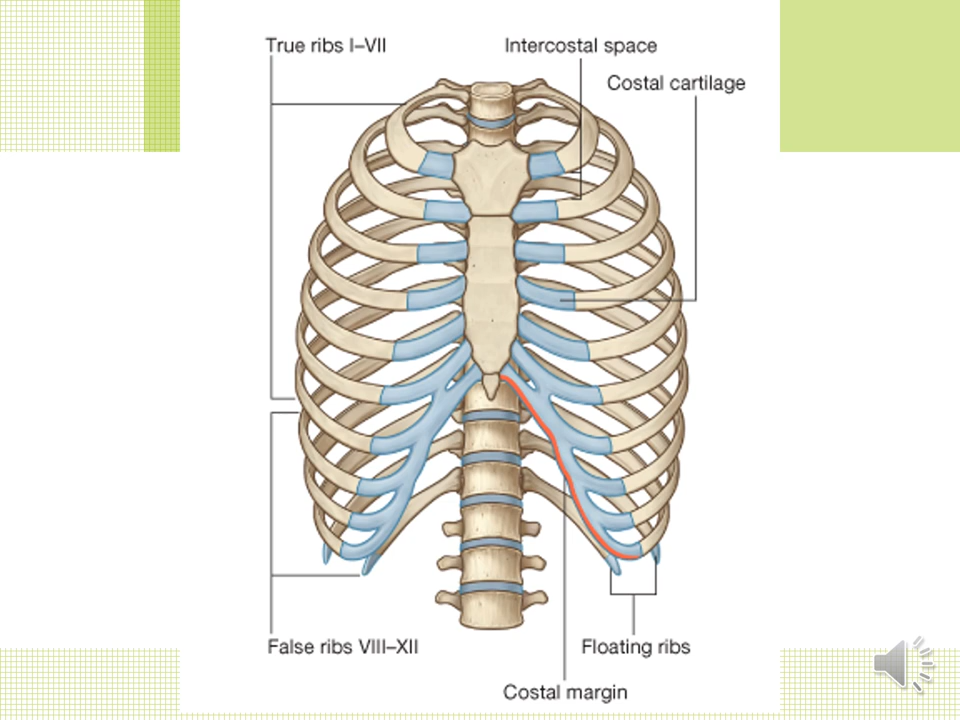 True ribs I–VII
Intercostal space
Costal cartilage
False ribs VIII–XII
Floating ribs
Costal margin